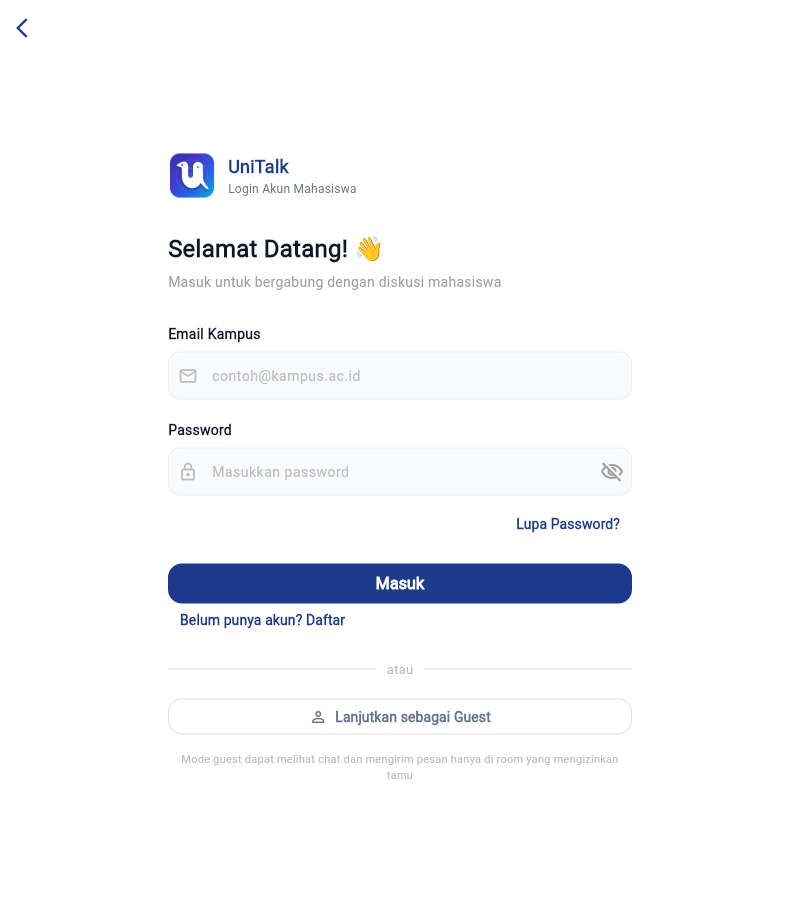 UniTalk
Login Akun Mahasiswa
Selamat Datang! 👋
Masuk untuk bergabung dengan diskusi mahasiswa
Email Kampus
contoh@kampus.ac.id
Password
Masukkan password
Lupa Password?
Masuk
Belum punya akun? Daftar
atau
Lanjutkan sebagai Guest
Mode guest dapat melihat chat dan mengirim pesan hanya di room yang mengizinkan
tamu